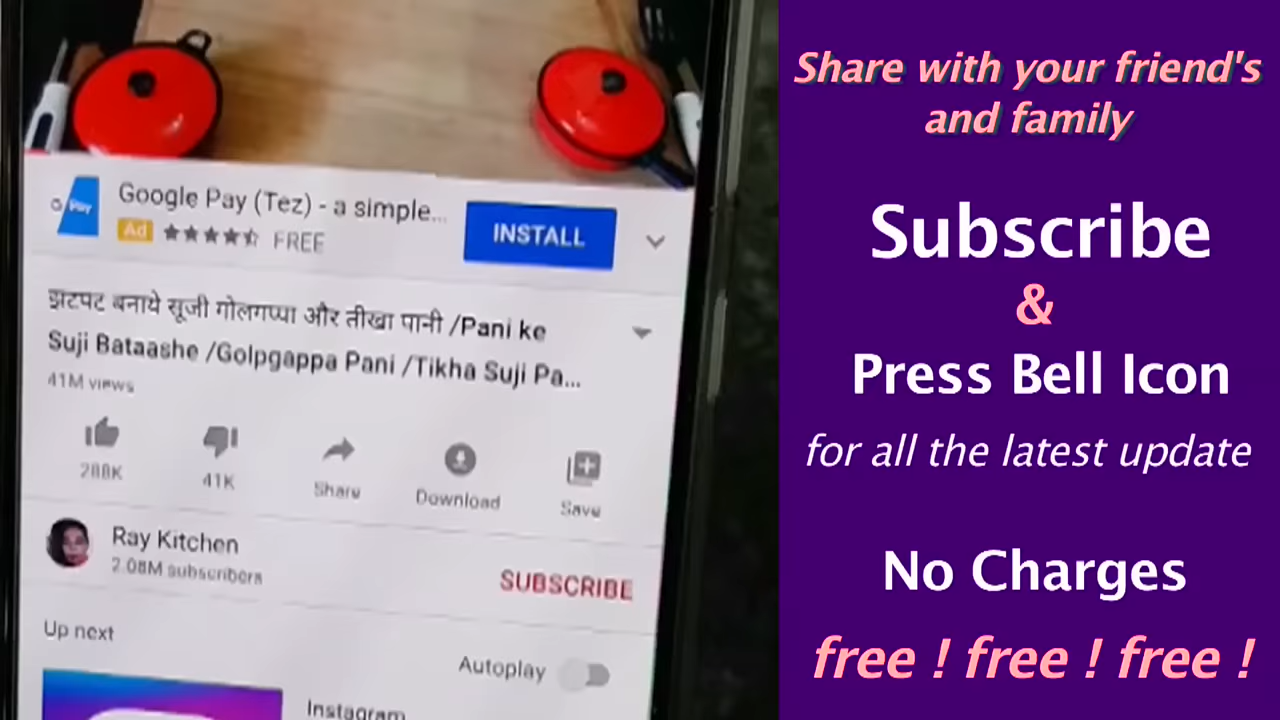 Google Pay (Tez) - a simple...
Pay
Ad FREE
INSTALL
झटपट बनाये सूजी गोलगप्पा और तीखा पानी /Pani ke
Suji Bataashe /Golpgappa Pani /Tikha Suji Pa...
41M views
288K
41K
Share
Download
Save
Ray Kitchen
2.08M subscribers
SUBSCRIBE
Up next
Autoplay
Instagram
Share with your friend's
and family
Subscribe
&
Press Bell Icon
for all the latest update
No Charges
free ! free ! free !